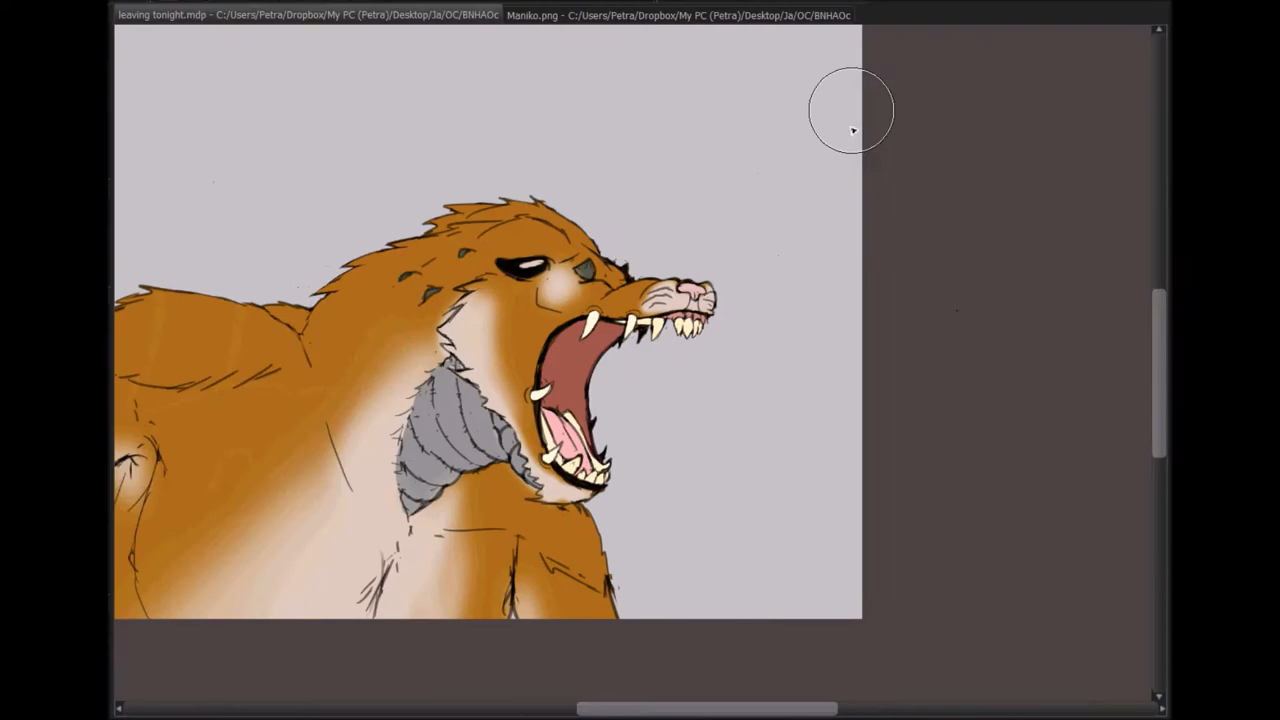 leaving tonight.mdp - C:/Users/Petra/Dropbox/My PC (Petra)/Desktop/Ja/OC/BNHAOc
Maniko.png - C:/Users/Petra/Dropbox/My PC (Petra)/Desktop/Ja/OC/BNHAOc